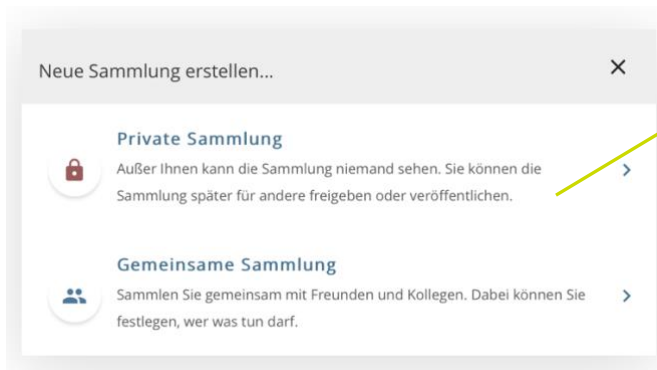 Neue Sammlung erstellen...
Private Sammlung
Außer Ihnen kann die Sammlung niemand sehen. Sie können die
Sammlung später für andere freigeben oder veröffentlichen.
Gemeinsame Sammlung
Sammeln Sie gemeinsam mit Freunden und Kollegen. Dabei können Sie
festlegen, wer was tun darf.